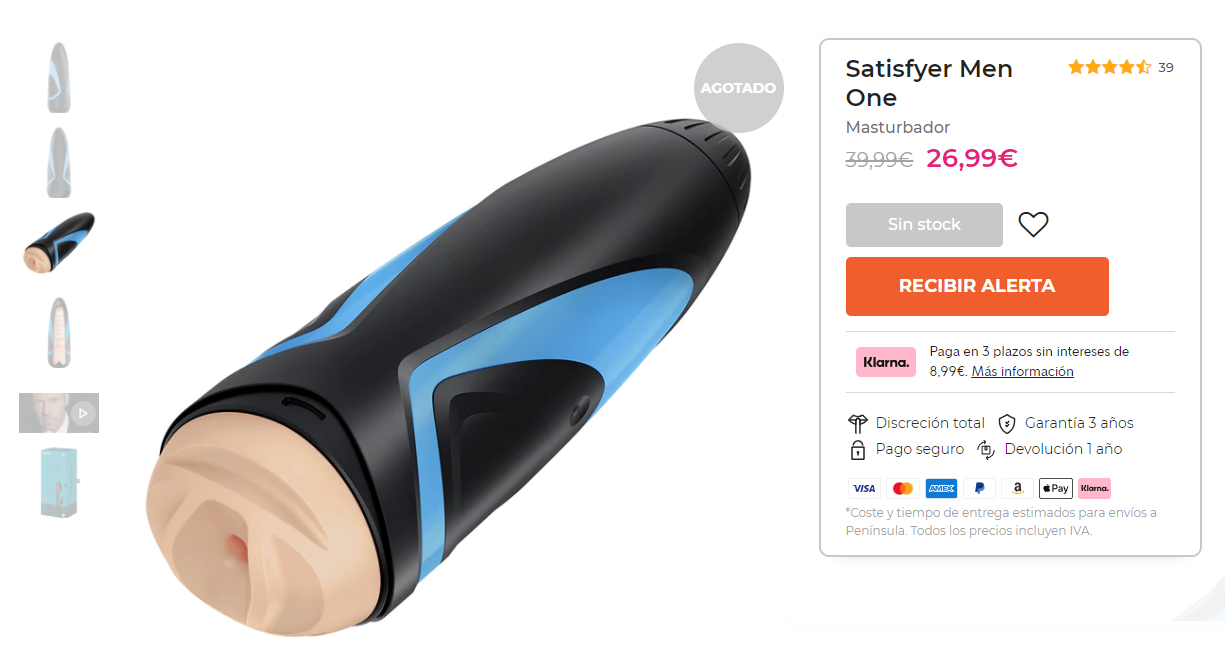 AGOTADO
Satisfyer Men
One
39
Masturbador
39,99€ 26,99€
Sin stock
RECIBIR ALERTA
Klarna.
Paga en 3 plazos sin intereses de
8,99€. Más información
Discreción total
Garantía 3 años
Pago seguro
Devolución 1 año
VISA
AMEX
a
Pay
Klarna.
*Coste y tiempo de entrega estimados para envíos a
Península. Todos los precios incluyen IVA.